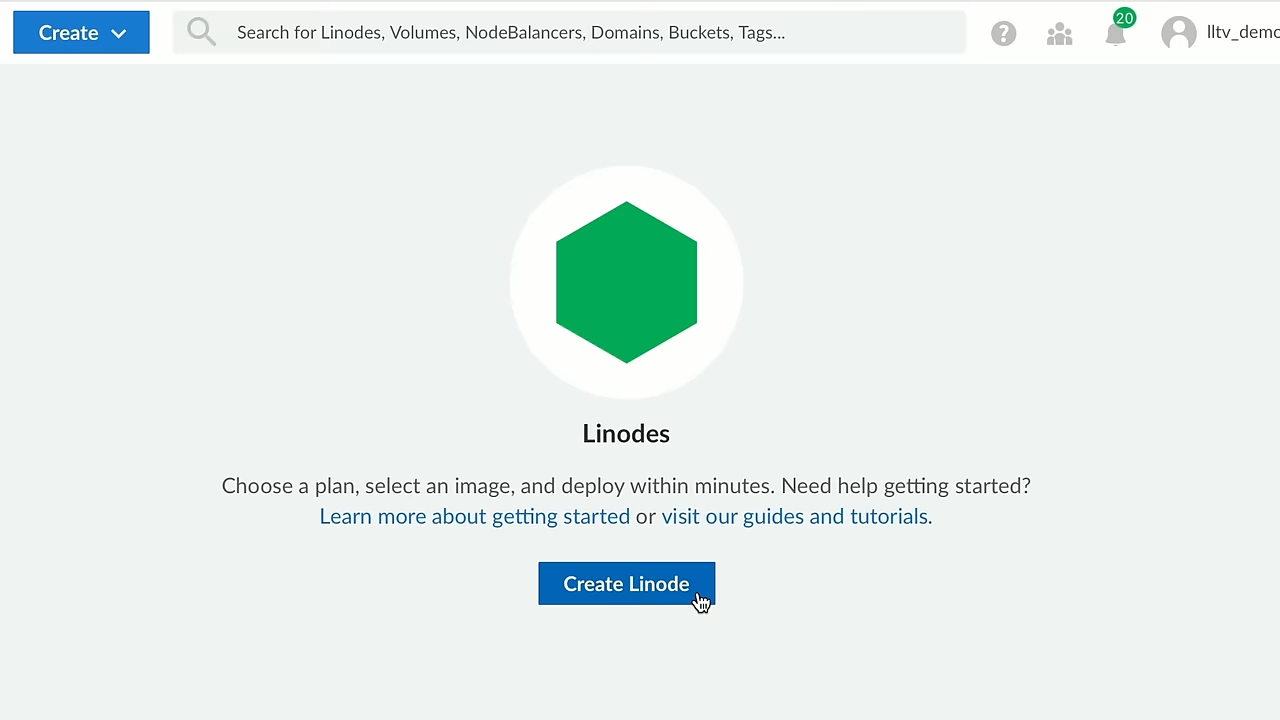 Create
Search for Linodes, Volumes, NodeBalancers, Domains, Buckets, Tags...
?
20
lltv_demo
Linodes
Choose a plan, select an image, and deploy within minutes. Need help getting started?
Learn more about getting started or visit our guides and tutorials.
Create Linode